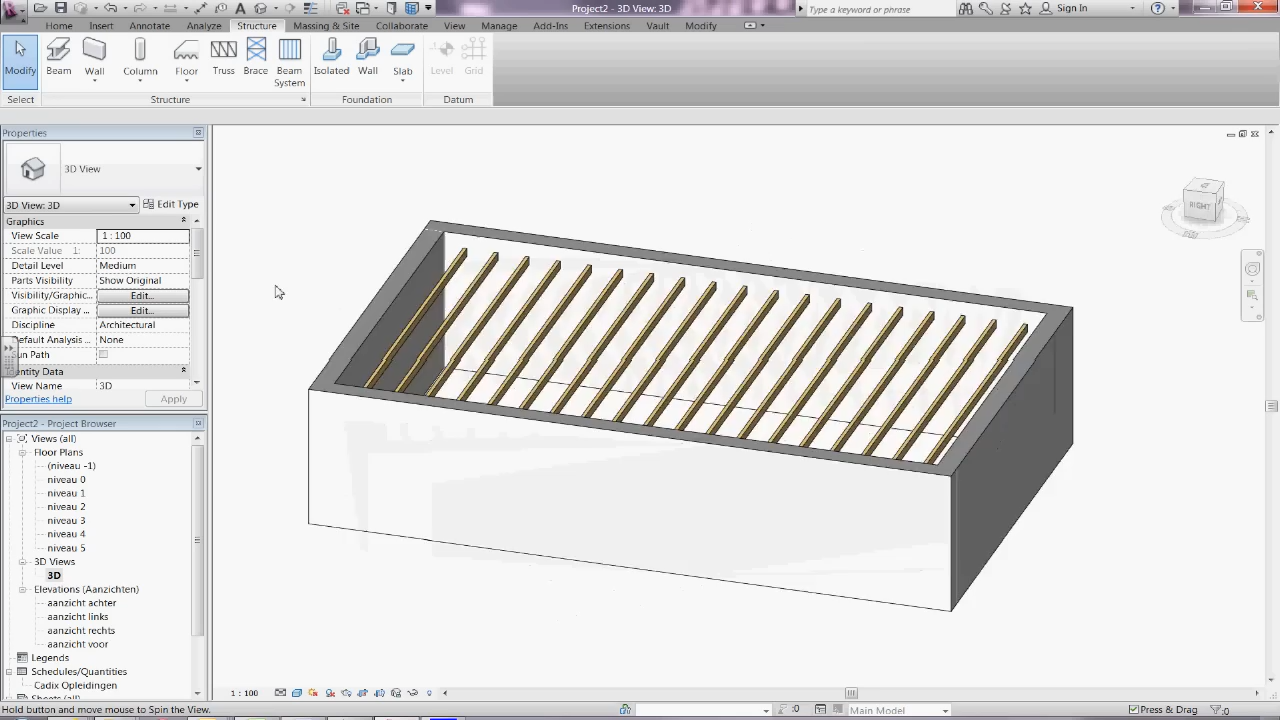 Project2 - 3D View: 3D
Type a keyword or phrase
Sign In
Home Insert Annotate Analyze Structure Massing & Site Collaborate View Manage Add-Ins Extensions Vault Modify
Modify Beam Wall Column Floor Truss Brace Beam System Isolated Wall Slab Level Grid
Select Structure Foundation Datum
Properties
3D View
3D View: 3D Edit Type
Graphics
View Scale 1 : 100
Scale Value 1: 100
Detail Level Medium
Parts Visibility Show Original
Visibility/Graphic... Edit...
Graphic Display ... Edit...
Discipline Architectural
Default Analysis ... None
Sun Path
Identity Data
View Name 3D
Properties help Apply
Project2 - Project Browser
Views (all)
Floor Plans
(niveau -1)
niveau 0
niveau 1
niveau 2
niveau 3
niveau 4
niveau 5
3D Views
3D
Elevations (Aanzichten)
aanzicht achter
aanzicht links
aanzicht rechts
aanzicht voor
Legends
Schedules/Quantities
Cadix Opleidingen
Sheets (all)
RIGHT
1 : 100
Hold button and move mouse to Spin the View.
:0
Main Model
Press & Drag
:0